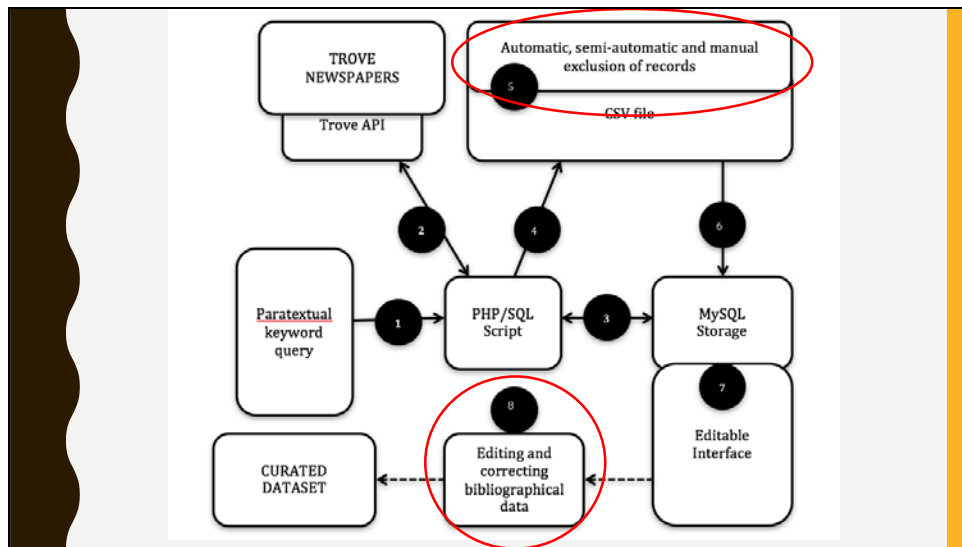 TROVE
NEWSPAPERS
Trove API
Automatic, semi-automatic and manual
exclusion of records
5
CSV file
2
4
6
Paratextual
keyword
query
1
PHP/SQL
Script
3
MySQL
Storage
7
Editable
Interface
8
Editing and
correcting
bibliographical
data
CURATED
DATASET